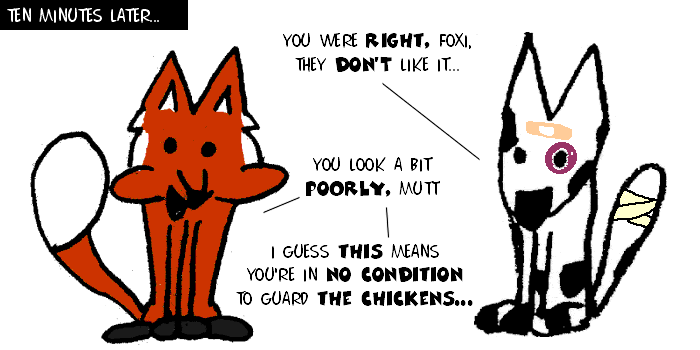 TEN MINUTES LATER...
YOU WERE RIGHT, FOXI,
THEY DON'T LIKE IT...
YOU LOOK A BIT
POORLY, MUTT
I GUESS THIS MEANS
YOU'RE IN NO CONDITION
TO GUARD THE CHICKENS...